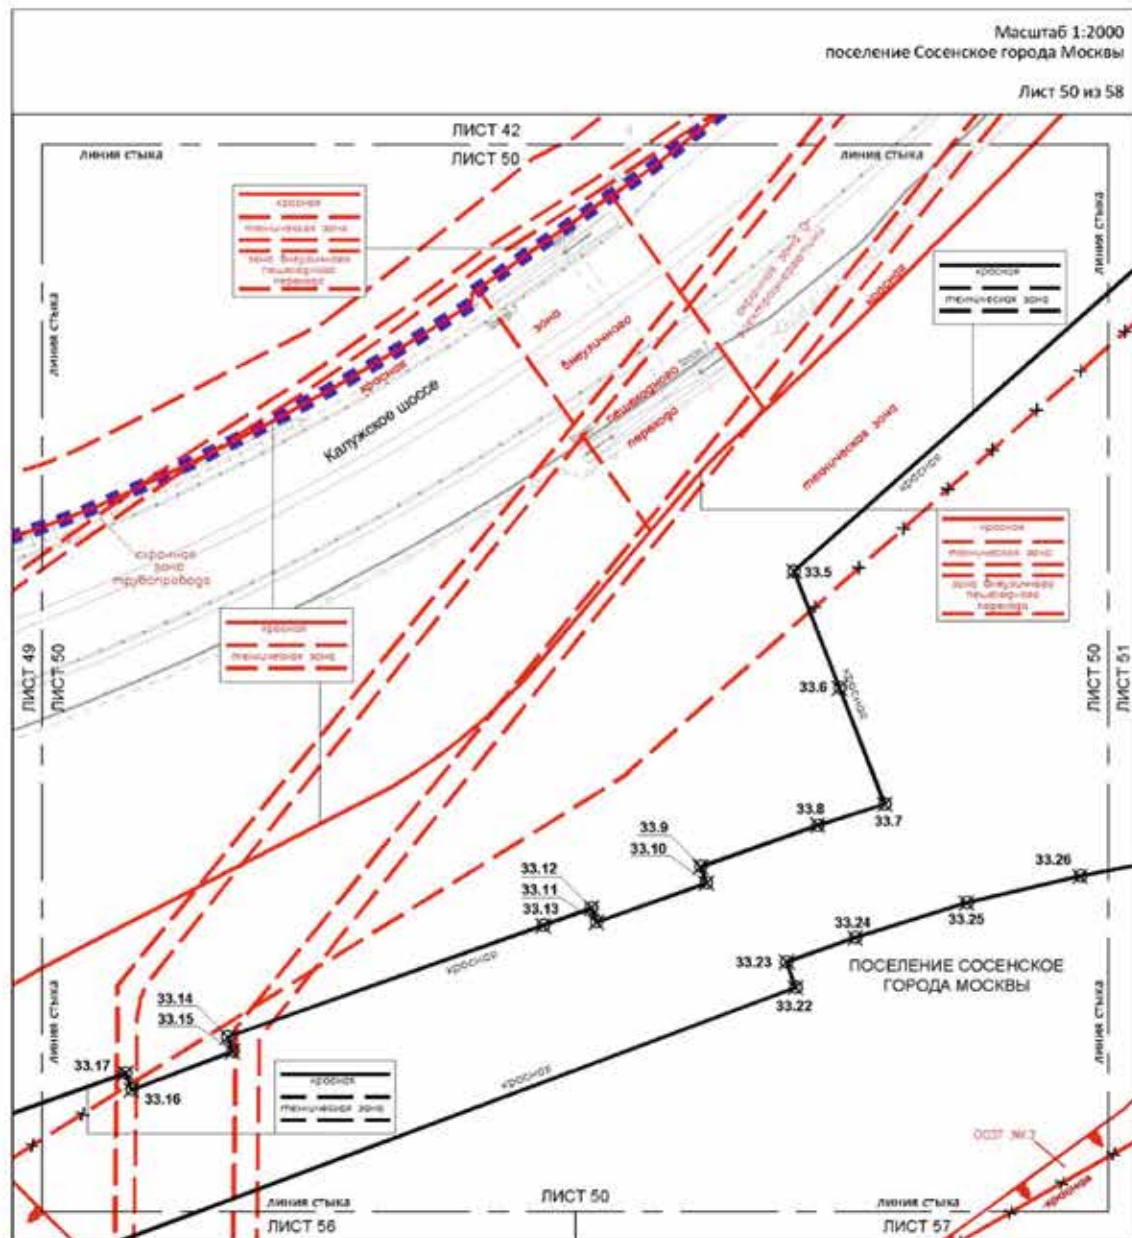 Масштаб 1:2000
поселение Сосенское города Москвы
Лист 50 из 58
ЛИСТ 42
линия стыка
ЛИСТ 50
линия стыка
линия стыка
линия стыка
красная
техническая зона
зона внеуличного
пешеходного
перехода
красная
техническая зона
зона
внеуличного
пешеходного
перехода
красная
Калужское шоссе
красная
техническая зона
красная
охранная
зона
трубопровода
красная
техническая зона
зона внеуличного
пешеходного
перехода
33.5
красная
техническая зона
ЛИСТ 49
ЛИСТ 50
33.6
красная
ЛИСТ 50
ЛИСТ 51
33.8
33.7
33.9
33.10
33.12
33.11
33.13
33.26
33.25
33.24
красная
33.23
ПОСЕЛЕНИЕ СОСЕНСКОЕ
ГОРОДА МОСКВЫ
33.22
33.14
33.15
линия стыка
линия стыка
33.17
33.16
красная
техническая зона
красная
красная
линия стыка
ЛИСТ 50
линия стыка
ЛИСТ 56
ЛИСТ 57